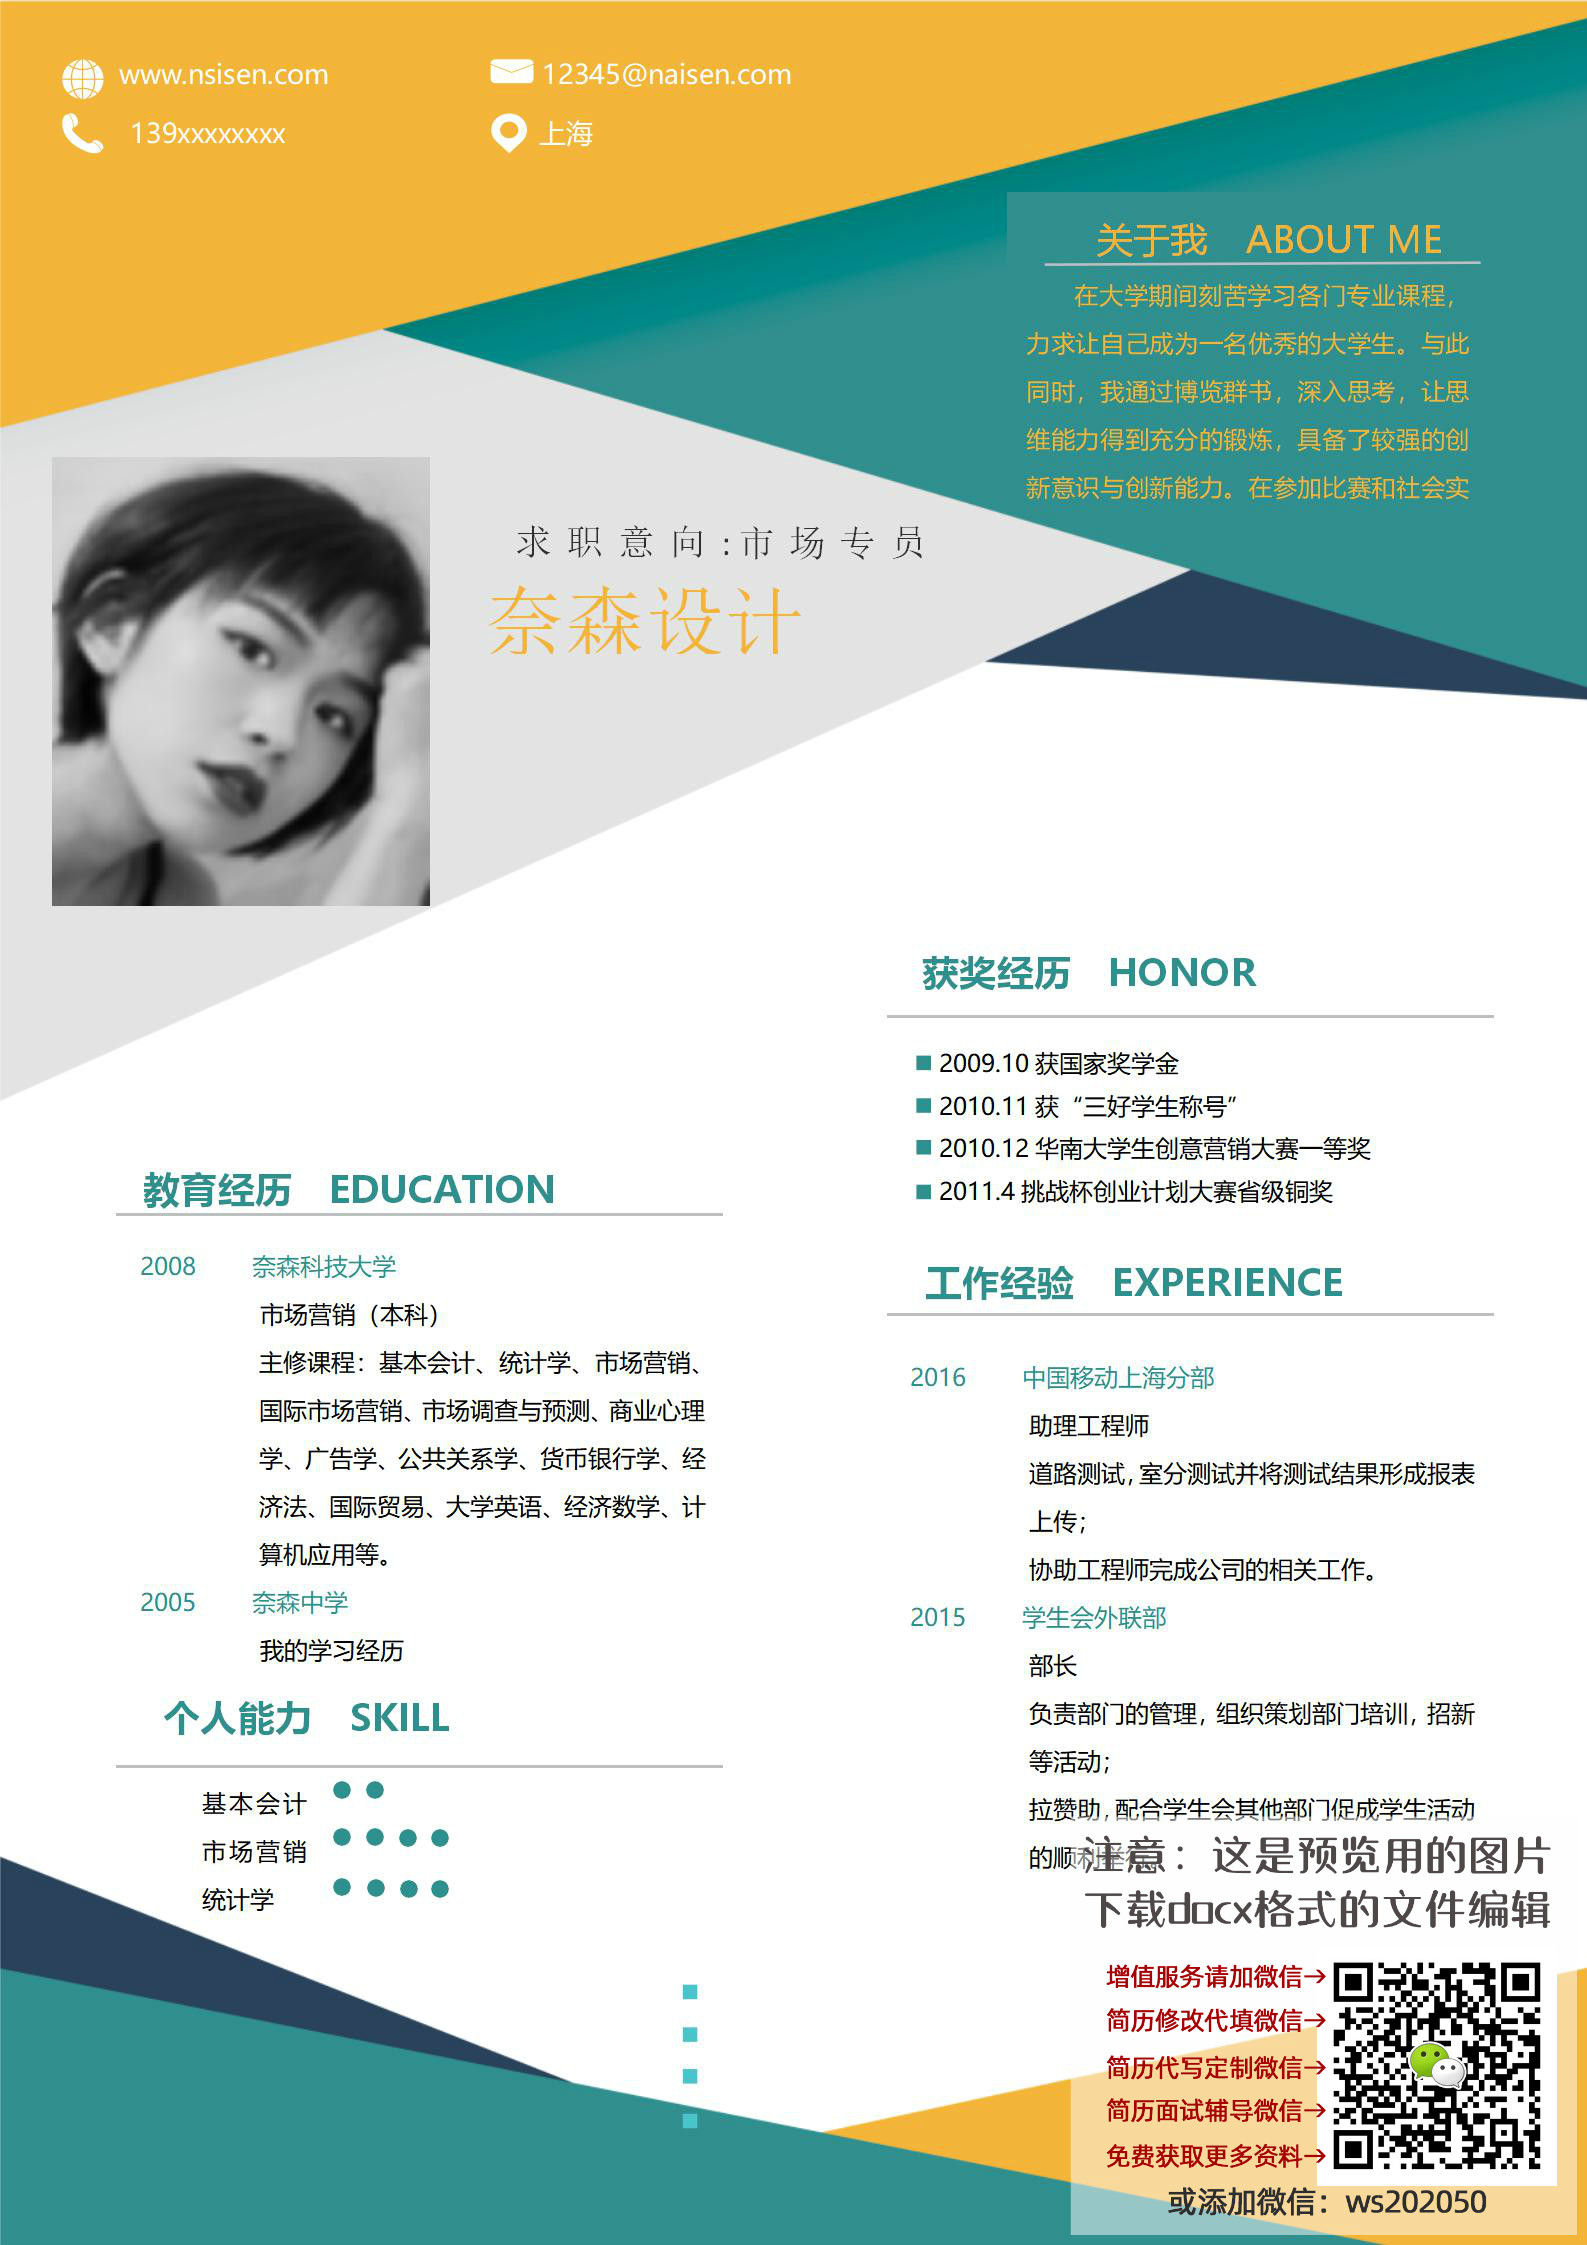 www.nsisen.com
12345@naisen.com
139xxxxxxxx
上海
关于我 ABOUT ME
在大学期间刻苦学习各门专业课程，
力求让自己成为一名优秀的大学生。与此
同时，我通过博览群书，深入思考，让思
维能力得到充分的锻炼，具备了较强的创
新意识与创新能力。在参加比赛和社会实
求职意向:市场专员
奈森设计
获奖经历 HONOR
2009.10 获国家奖学金
2010.11 获“三好学生称号”
2010.12 华南大学生创意营销大赛一等奖
2011.4 挑战杯创业计划大赛省级铜奖
教育经历 EDUCATION
2008 奈森科技大学
市场营销（本科）
主修课程：基本会计、统计学、市场营销、
国际市场营销、市场调查与预测、商业心理
学、广告学、公共关系学、货币银行学、经
济法、国际贸易、大学英语、经济数学、计
算机应用等。
2005 奈森中学
我的学习经历
个人能力 SKILL
基本会计
市场营销
统计学
工作经验 EXPERIENCE
2016 中国移动上海分部
助理工程师
道路测试，室分测试并将测试结果形成报表
上传；
协助工程师完成公司的相关工作。
2015 学生会外联部
部长
负责部门的管理，组织策划部门培训，招新
等活动；
拉赞助，配合学生会其他部门促成学生活动
的顺利举行。
注意：这是预览用的图片
下载docx格式的文件编辑
增值服务请加微信→
简历修改代填微信→
简历代写定制微信→
简历面试辅导微信→
免费获取更多资料→
或添加微信：ws202050